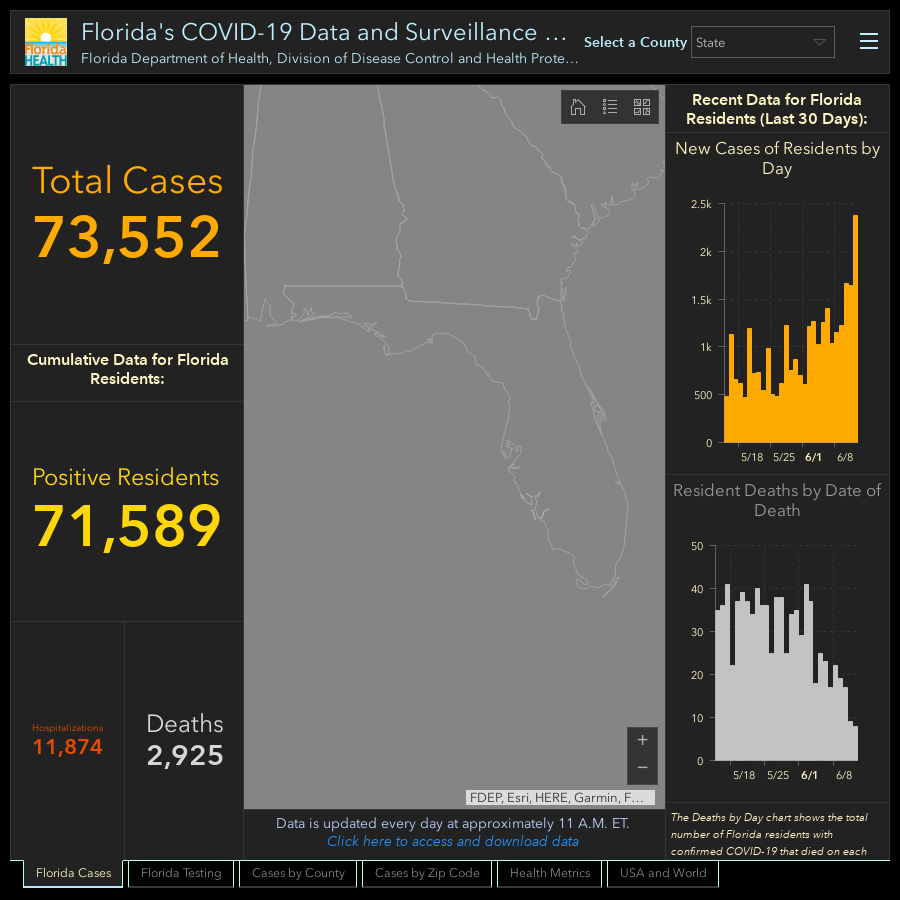 Florida's COVID-19 Data and Surveillance ...
Florida Department of Health, Division of Disease Control and Health Prote...
Florida
HEALTH
Select a County
State
Total Cases
73,552
Cumulative Data for Florida
Residents:
Positive Residents
71,589
Hospitalizations
11,874
Deaths
2,925
+
−
FDEP, Esri, HERE, Garmin, F...
Data is updated every day at approximately 11 A.M. ET.
Click here to access and download data
Recent Data for Florida
Residents (Last 30 Days):
New Cases of Residents by
Day
2.5k
2k
1.5k
1k
500
0
5/18 5/25 6/1 6/8
Resident Deaths by Date of
Death
50
40
30
20
10
0
5/18 5/25 6/1 6/8
The Deaths by Day chart shows the total
number of Florida residents with
confirmed COVID-19 that died on each
Florida Cases
Florida Testing
Cases by County
Cases by Zip Code
Health Metrics
USA and World